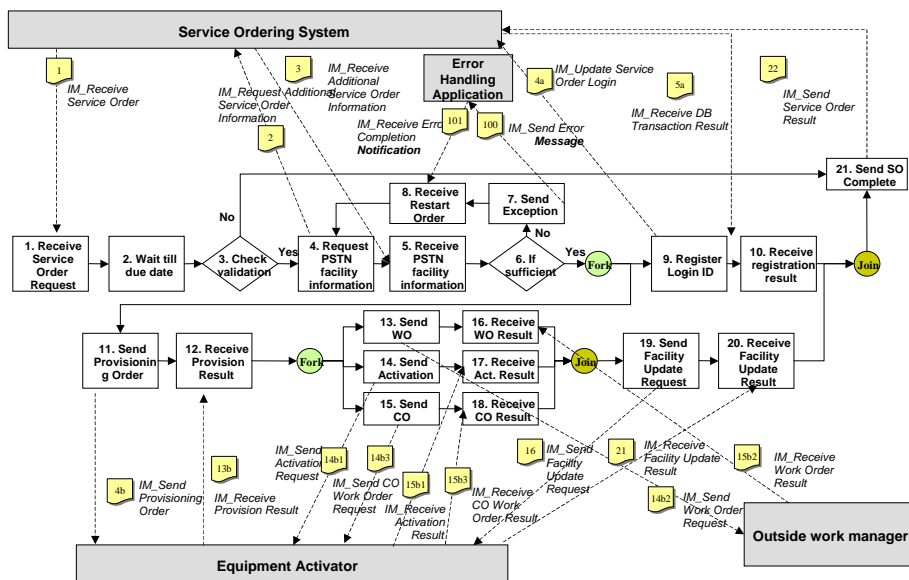 Service Ordering System
1
IM_Receive
Service Order
IM_Request Additional
Service Order
Information
2
3
IM_Receive
Additional
Service Order
Information
Error
Handling
Application
IM_Receive Error
Completion
Notification
101
100
IM_Send Error
Message
4a
IM_Update Service
Order Login
5a
IM_Receive DB
Transaction Result
22
IM_Send
Service Order
Result
21. Send SO
Complete
8. Receive
Restart
Order
7. Send
Exception
No
No
1. Receive
Service
Order
Request
2. Wait till
due date
3. Check
validation
Yes
4. Request
PSTN
facility
information
5. Receive
PSTN
facility
information
6. If
sufficient
Yes
Fork
9. Register
Login ID
10. Receive
registration
result
Join
11. Send
Provisionin
g Order
12. Receive
Provision
Result
Fork
13. Send
WO
14. Send
Activation
15. Send
CO
16. Receive
WO Result
17. Receive
Act. Result
18. Receive
CO Result
Join
19. Send
Facility
Update
Request
20. Receive
Facility
Update
Result
4b
IM_Send
Provisioning
Order
13b
IM_Receive
Provision Result
IM_Send
Activation
Request
14b1
14b3
IM_Send CO
Work Order
Request
15b1
IM_Receive
Activation
Result
15b3
IM_Receive
CO Work
Order Result
16
IM_Send
Facility
Update
Request
21
IM_Receive
Facility Update
Result
14b2
IM_Send
Work Order
Request
15b2
IM_Receive
Work Order
Result
Outside work manager
Equipment Activator